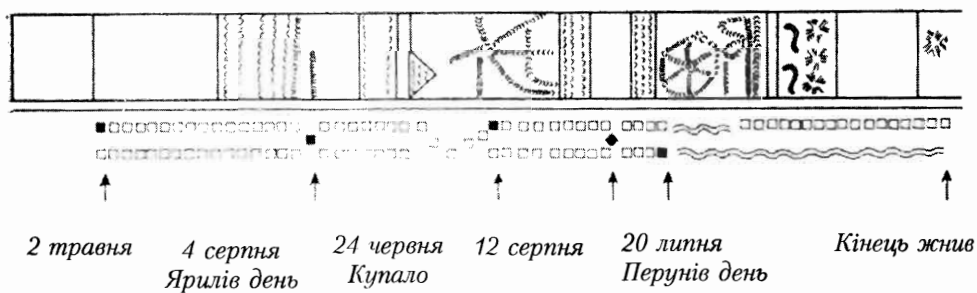 2 травня
4 серпня
Ярилів день
24 червня
Купало
12 серпня
20 липня
Перунів день
Кінець жнив